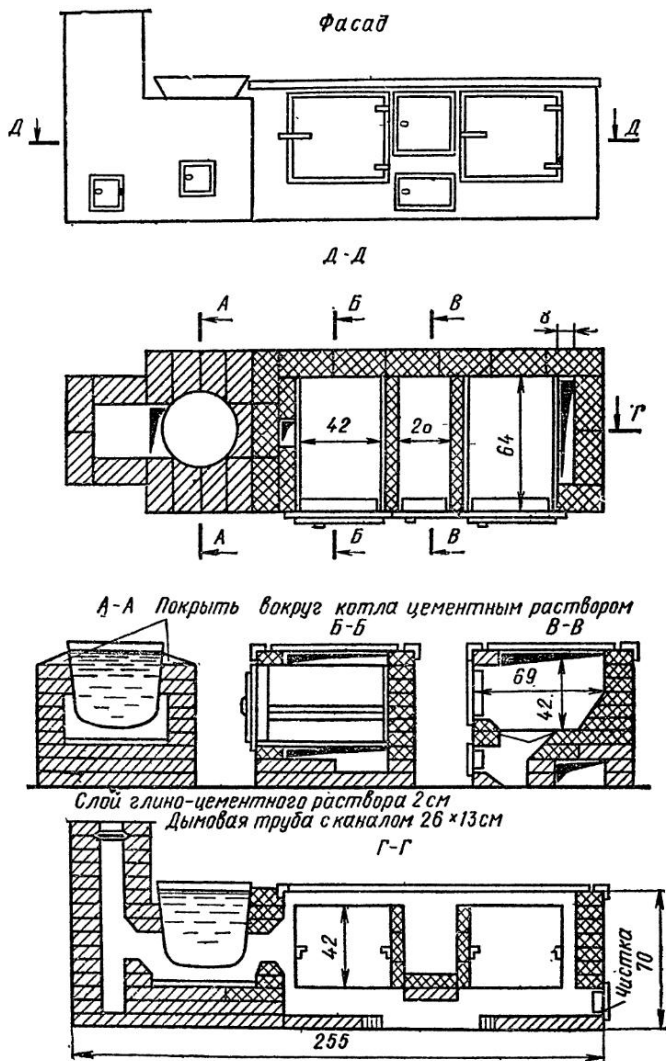 Фасад
Д Д
Д-Д
А Б В 8
42 20 64 Г
А Б В
А-А Покрыть вокруг котла цементным раствором
Б-Б В-В
69
42
Слой глино-цементного раствора 2 см
Дымовая труба с каналом 26×13 см
Г-Г
42
Чистка
70
255